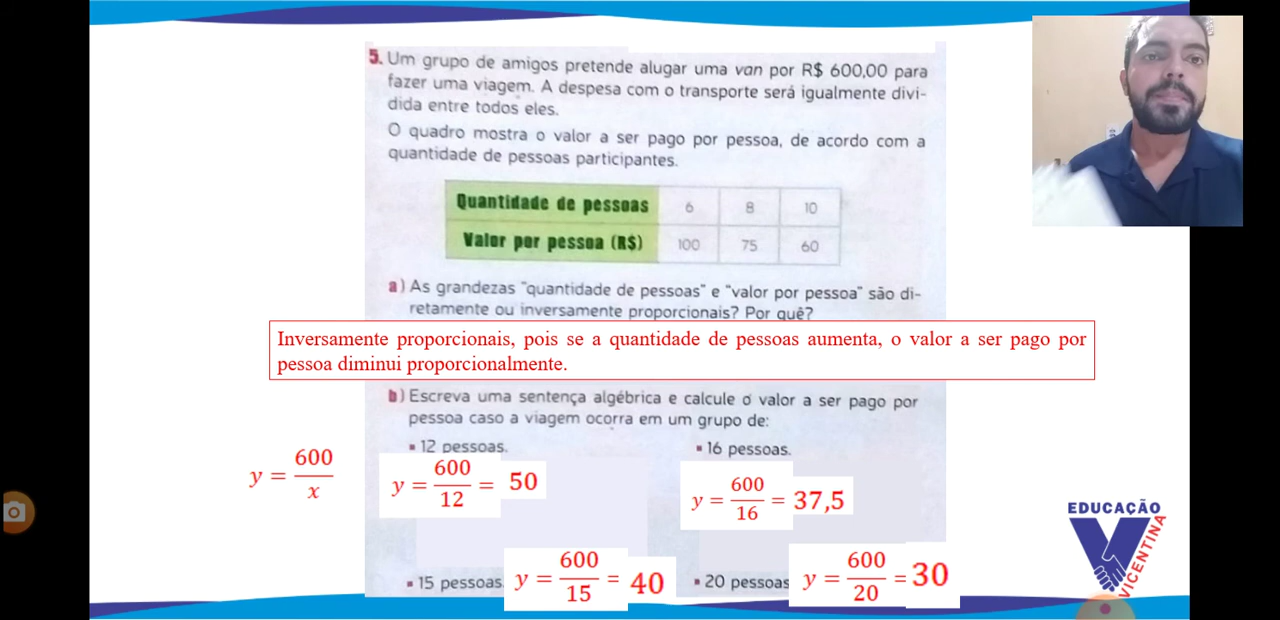 5. Um grupo de amigos pretende alugar uma van por R$ 600,00 para
fazer uma viagem. A despesa com o transporte será igualmente divi-
dida entre todos eles.
O quadro mostra o valor a ser pago por pessoa, de acordo com a
quantidade de pessoas participantes.
Quantidade de pessoas 6 8 10
Valor por pessoa (R$) 100 75 60
a) As grandezas "quantidade de pessoas" e "valor por pessoa" são di-
retamente ou inversamente proporcionais? Por quê?
Inversamente proporcionais, pois se a quantidade de pessoas aumenta, o valor a ser pago por
pessoa diminui proporcionalmente.
b) Escreva uma sentença algébrica e calcule o valor a ser pago por
pessoa caso a viagem ocorra em um grupo de:
▪ 12 pessoas. ▪ 16 pessoas.
y = 600/x y = 600/12 = 50 y = 600/16 = 37,5
▪ 15 pessoas. y = 600/15 = 40 ▪ 20 pessoas y = 600/20 = 30
EDUCAÇÃO
VICENTINA